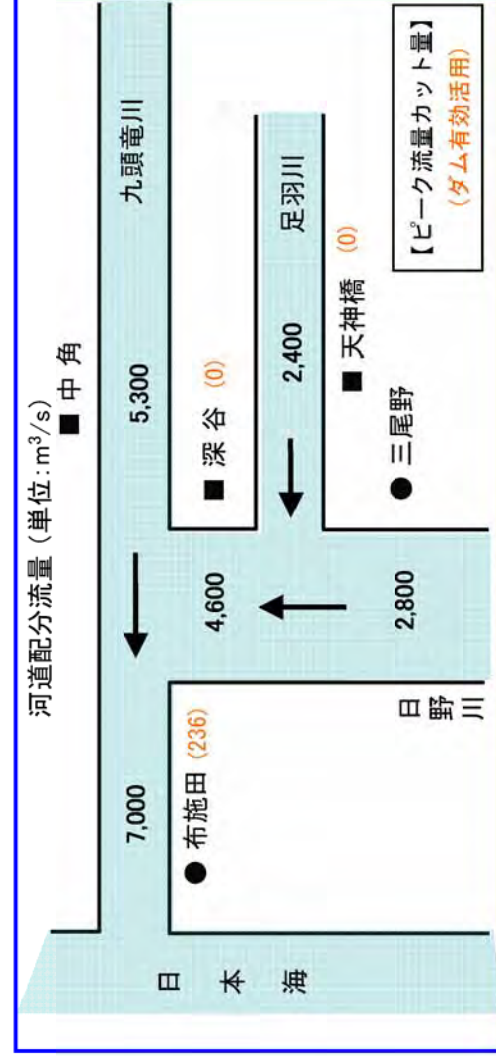 河道配分流量 (単位:m³/s)
■ 中 角
5,300
九頭竜川
7,000
● 布施田 (236)
4,600
■ 深 谷 (0)
2,400
足羽川
■ 天神橋 (0)
● 三尾野
2,800
日野川
日 本 海
【ピーク流量カット量】
(ダム有効活用)